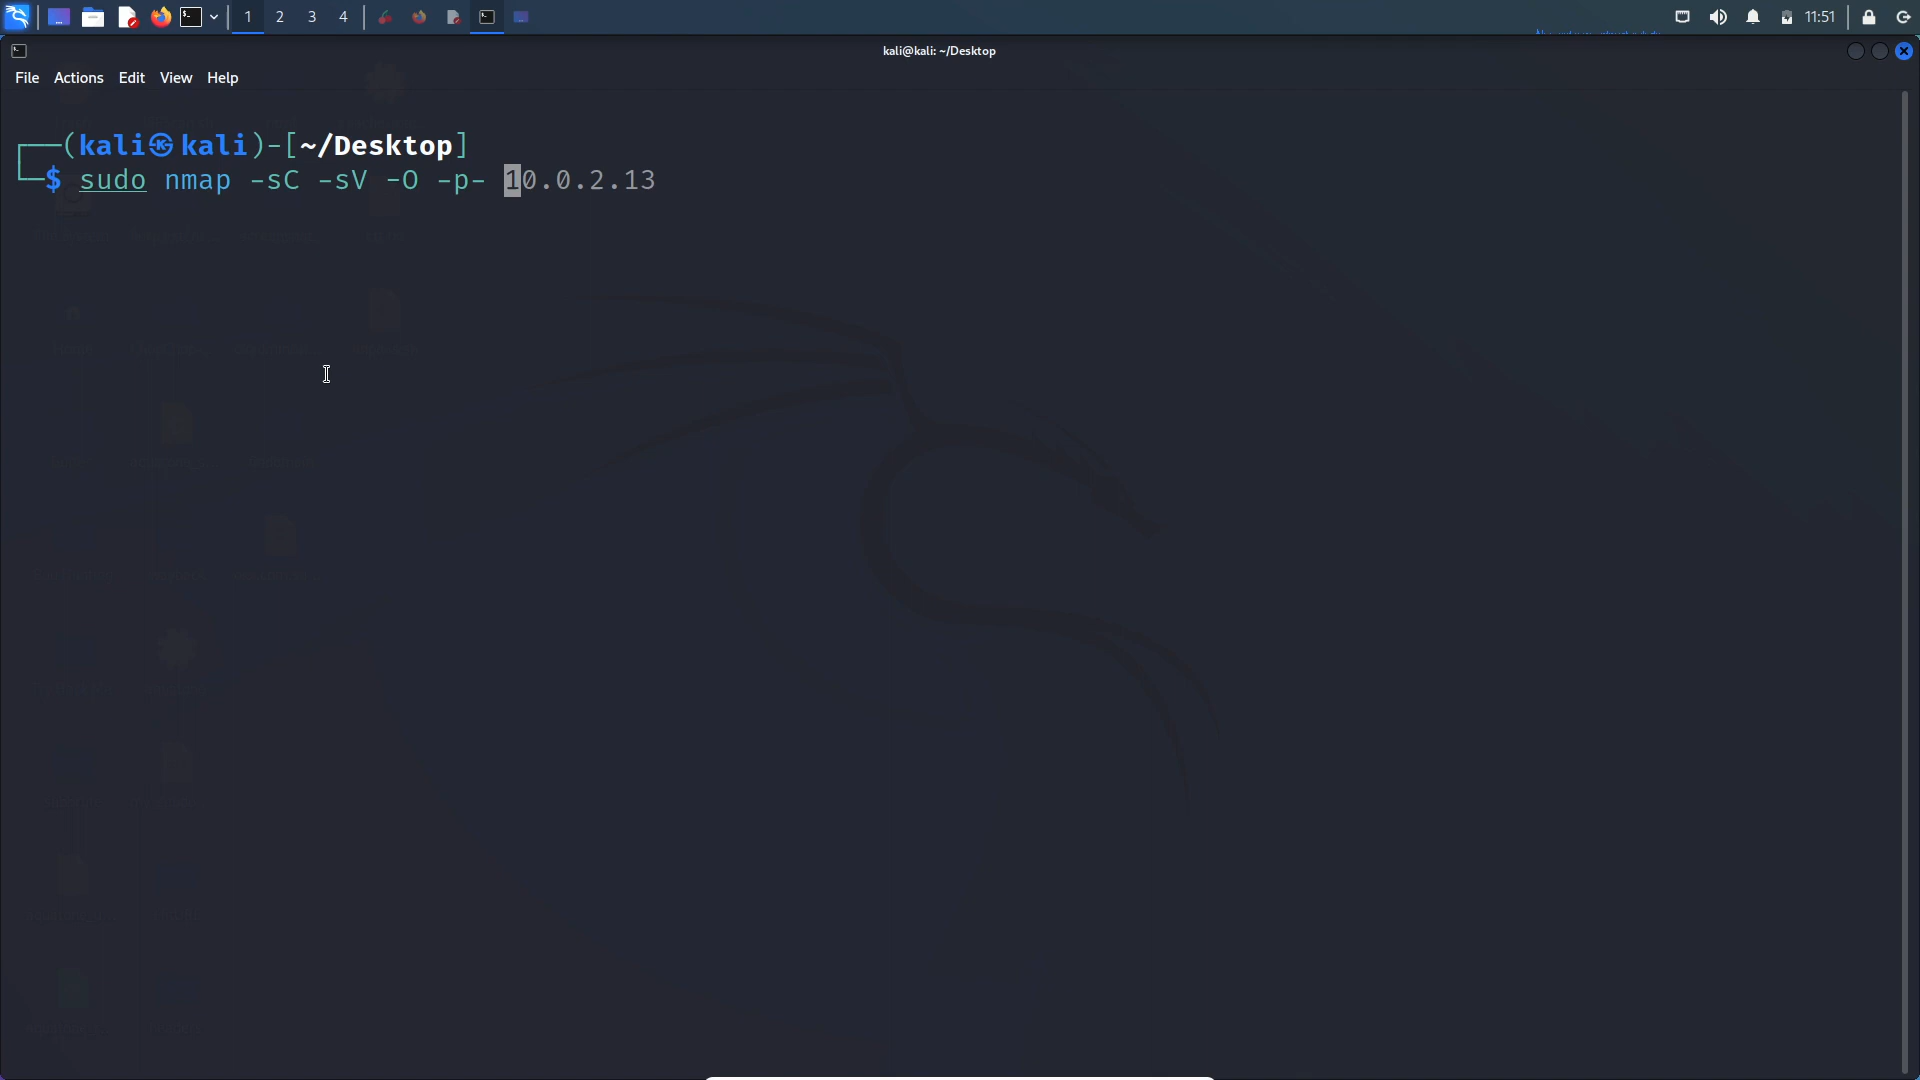 1 2 3 4 11:51
kali@kali: ~/Desktop
File Actions Edit View Help
┌──(kali㉿kali)-[~/Desktop]
└─$ sudo nmap -sC -sV -O -p- 10.0.2.13